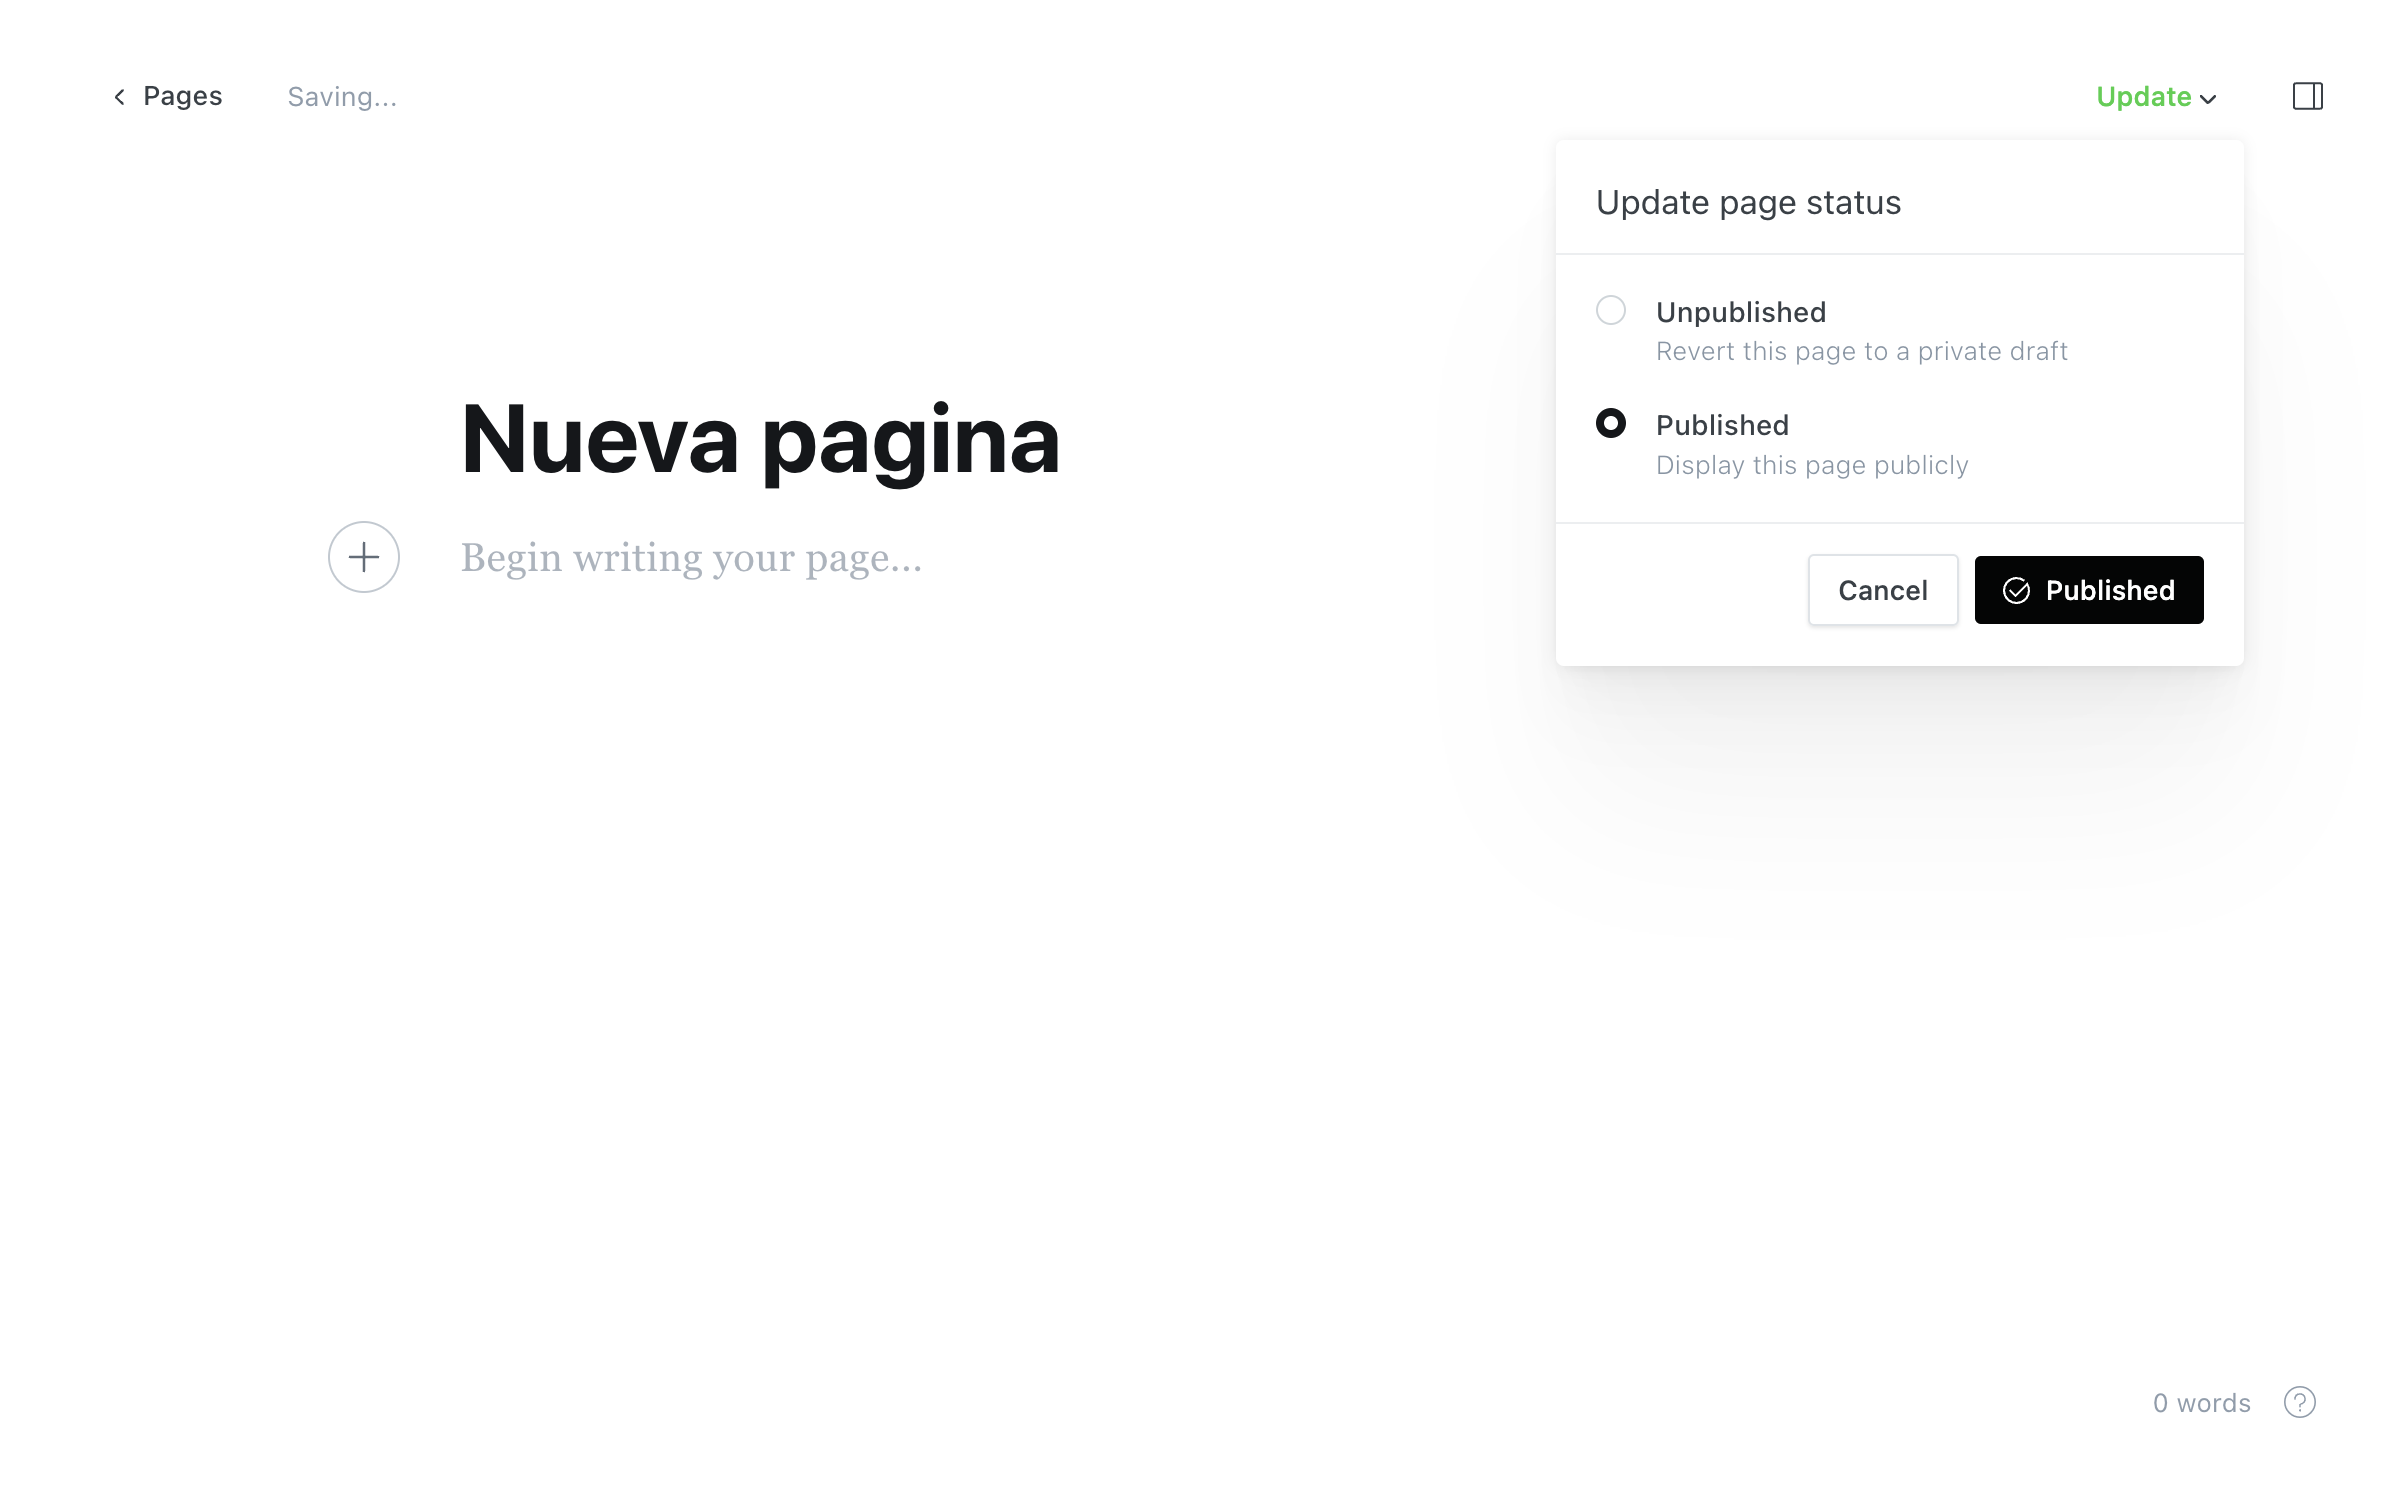 Pages
Saving...
Update
Update page status
Unpublished
Revert this page to a private draft
Published
Display this page publicly
Cancel
Published
Nueva pagina
Begin writing your page...
0 words
?